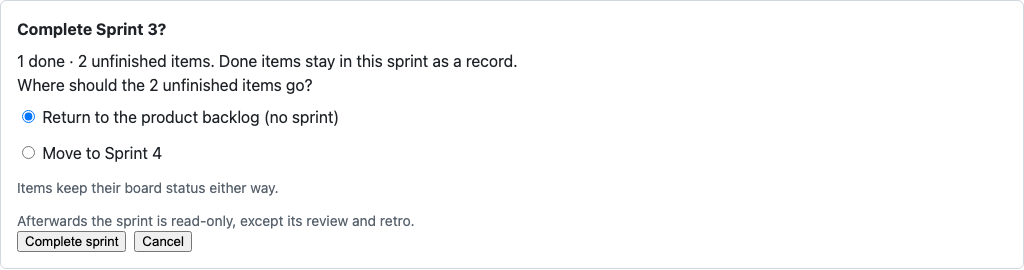 Complete Sprint 3?
1 done · 2 unfinished items. Done items stay in this sprint as a record.
Where should the 2 unfinished items go?
Return to the product backlog (no sprint)
Move to Sprint 4
Items keep their board status either way.
Afterwards the sprint is read-only, except its review and retro.
Complete sprint Cancel